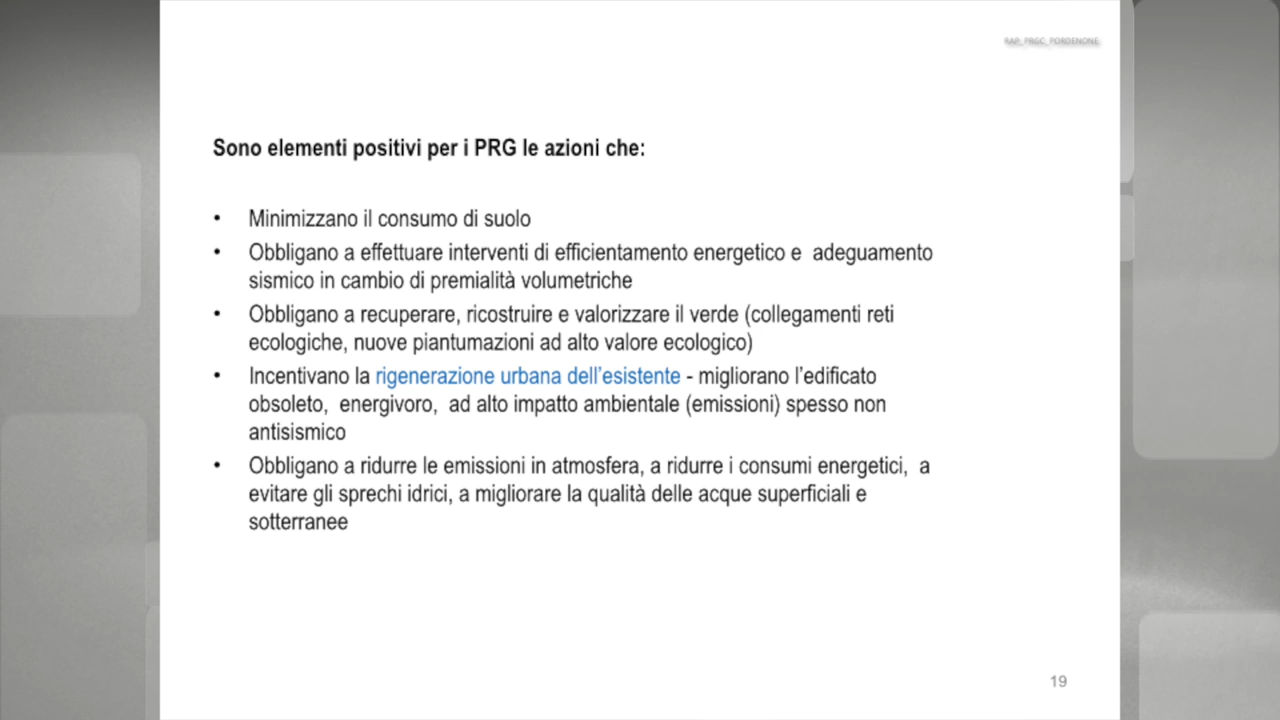 RAP_PRGC_PORDENONE
Sono elementi positivi per i PRG le azioni che:
• Minimizzano il consumo di suolo
• Obbligano a effettuare interventi di efficientamento energetico e adeguamento
sismico in cambio di premialità volumetriche
• Obbligano a recuperare, ricostruire e valorizzare il verde (collegamenti reti
ecologiche, nuove piantumazioni ad alto valore ecologico)
• Incentivano la rigenerazione urbana dell’esistente - migliorano l’edificato
obsoleto, energivoro, ad alto impatto ambientale (emissioni) spesso non
antisismico
• Obbligano a ridurre le emissioni in atmosfera, a ridurre i consumi energetici, a
evitare gli sprechi idrici, a migliorare la qualità delle acque superficiali e
sotterranee
19